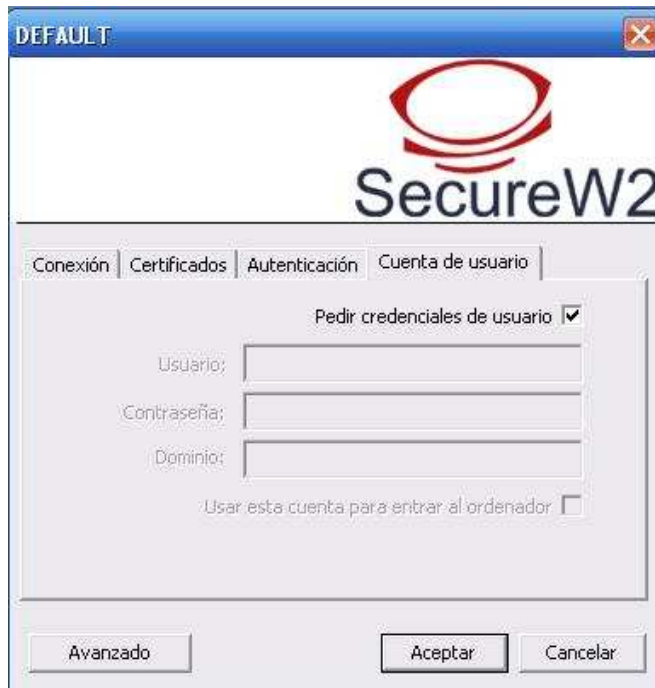 DEFAULT
SecureW2
Conexión Certificados Autenticación Cuenta de usuario
Pedir credenciales de usuario
Usuario:
Contraseña:
Dominio:
Usar esta cuenta para entrar al ordenador
Avanzado Aceptar Cancelar